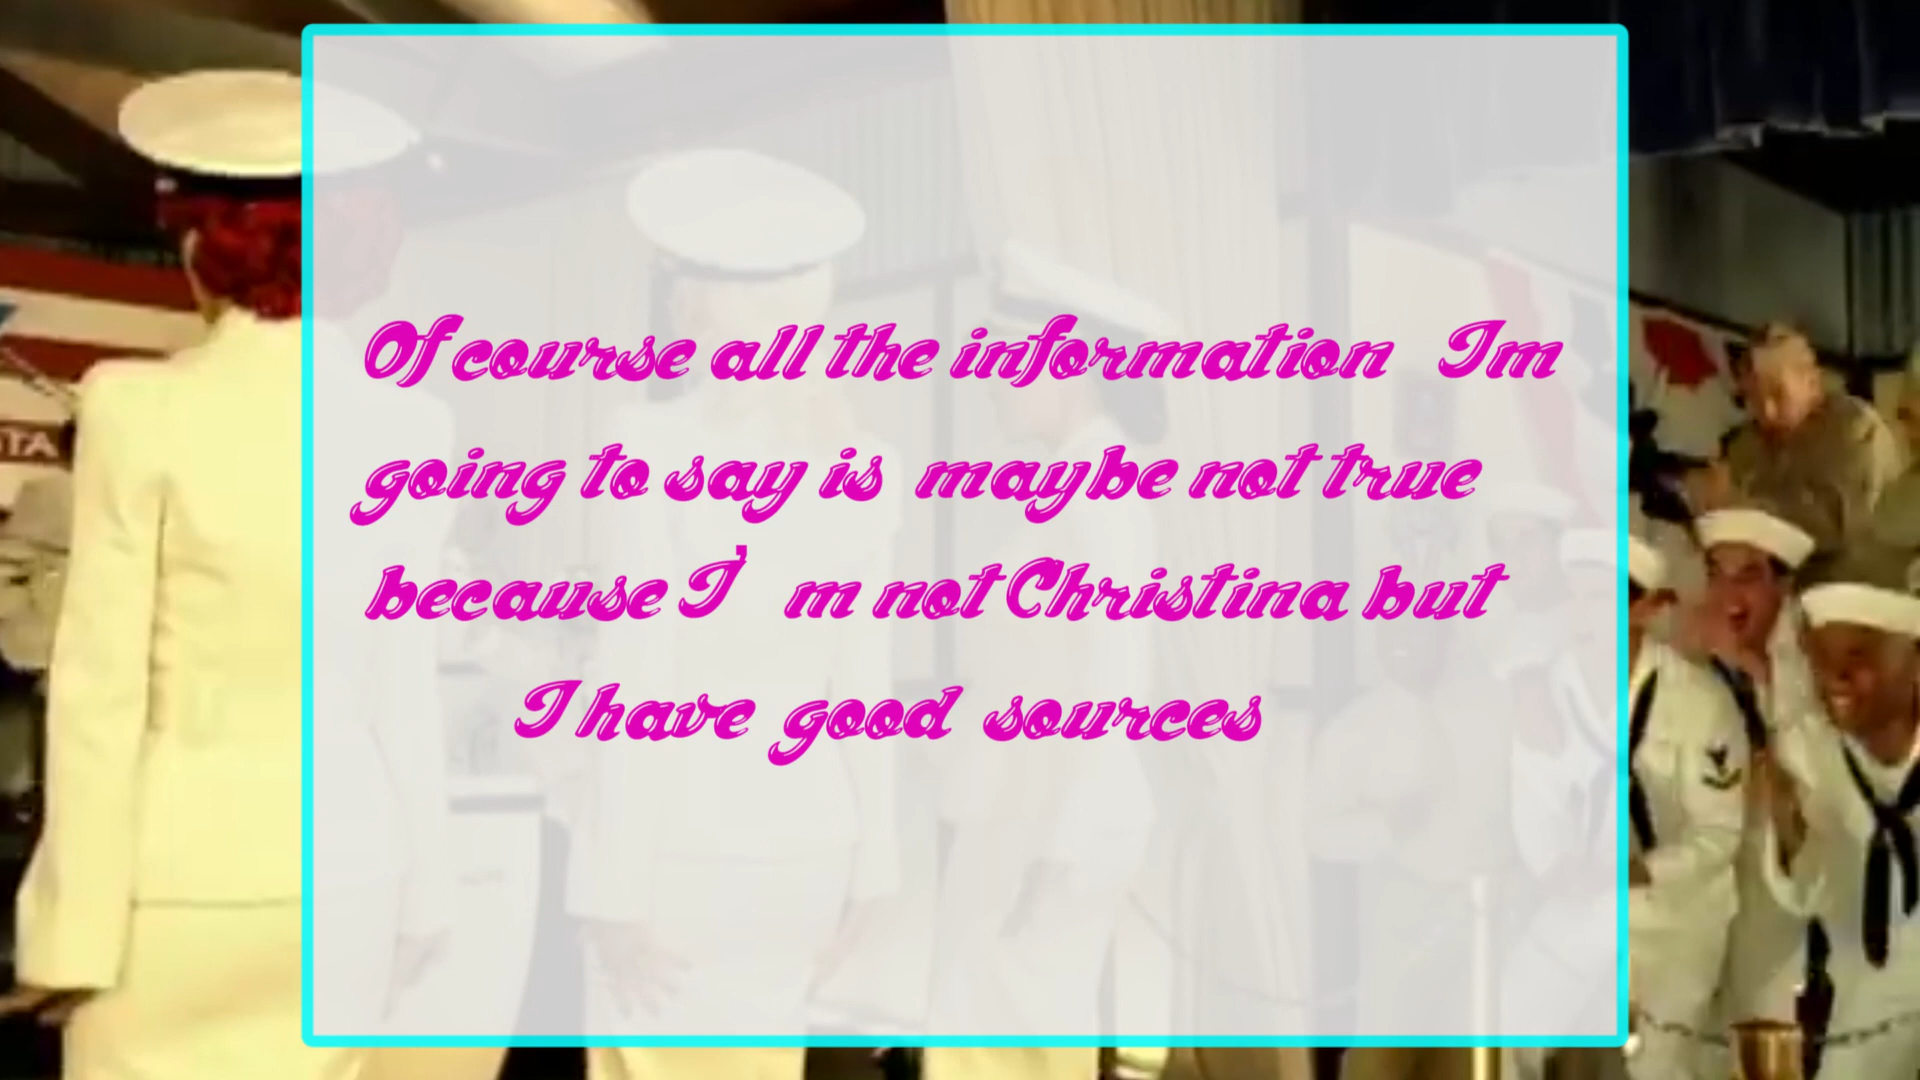 Of course all the information Im
going to say is maybe not true
because I'm not Christina but
I have good sources
TA